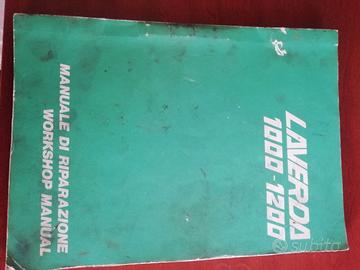 LAVERDA
1000-1200
MANUALE DI RIPARAZIONE
WORKSHOP MANUAL
subito